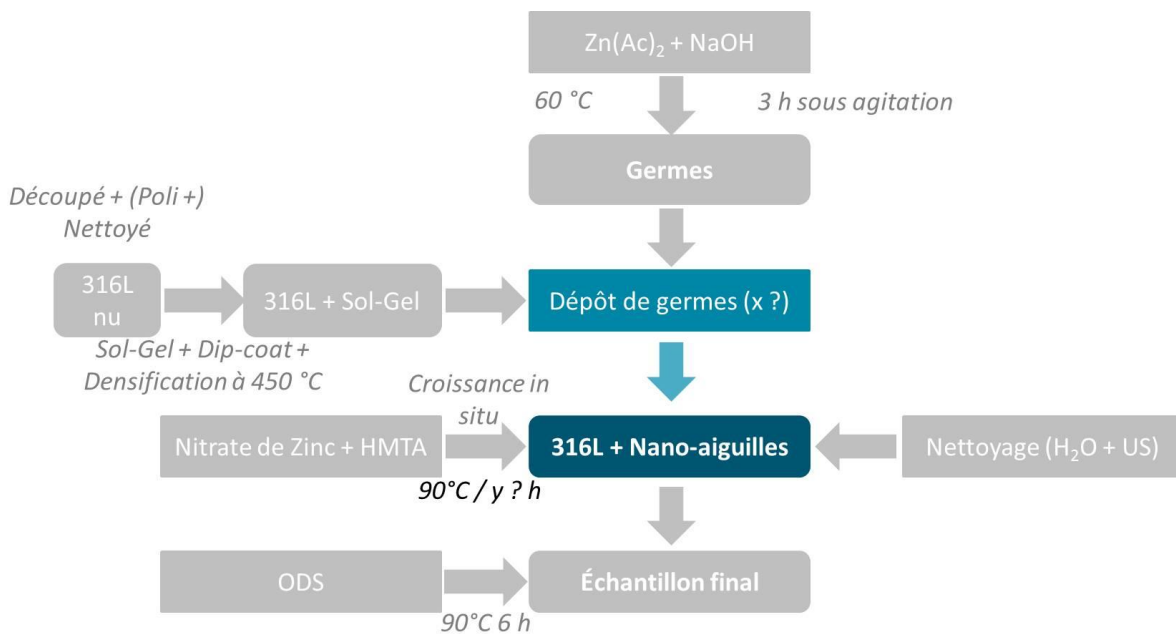 Zn(Ac)₂ + NaOH
60 °C
3 h sous agitation
Germes
Découpé + (Poli +)
Nettoyé
316L
nu
316L + Sol-Gel
Dépôt de germes (x ?)
Sol-Gel + Dip-coat +
Densification à 450 °C
Croissance in
situ
Nitrate de Zinc + HMTA
316L + Nano-aiguilles
Nettoyage (H₂O + US)
90°C / y ? h
ODS
Échantillon final
90°C 6 h